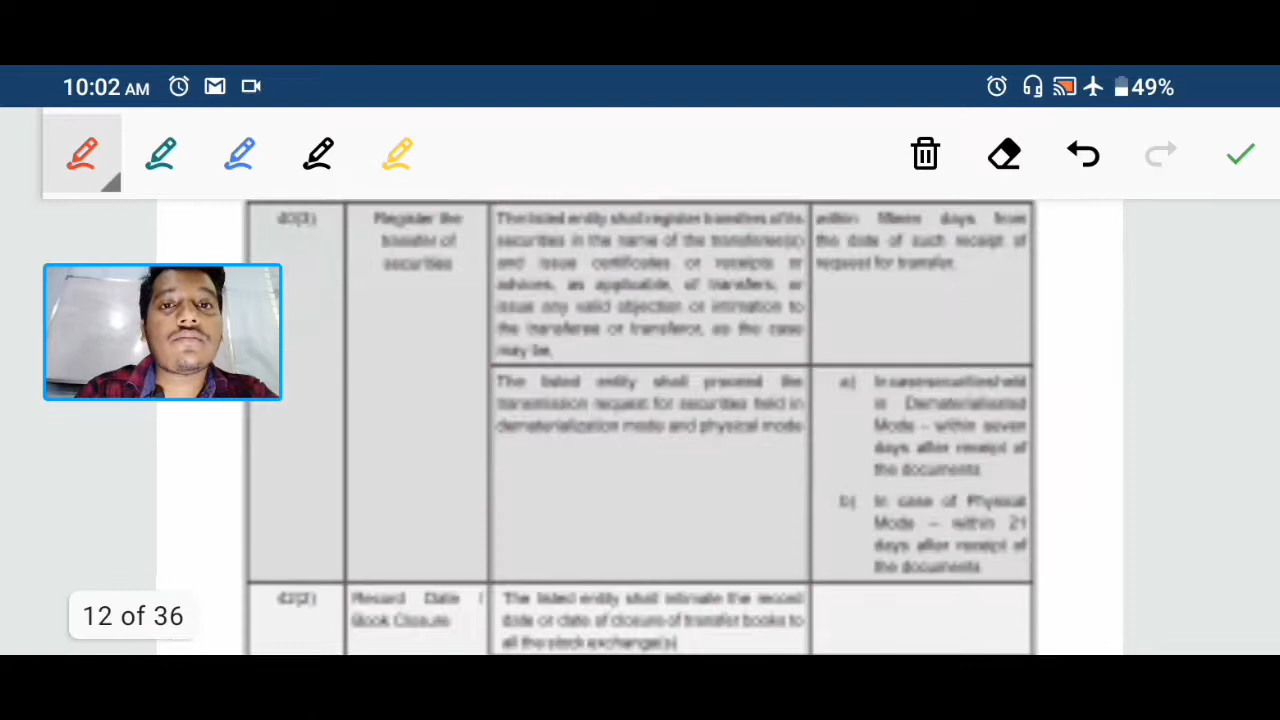 10:02 AM
49%
40(3)
Register the
transfer of
securities
The listed entity shall register transfers of its
securities in the name of the transferee(s)
and issue certificates or receipts or
advices, as applicable, of transfers, or
issue any valid objection or intimation to
the transferee or transferor, as the case
may be,
within fifteen days from
the date of such receipt of
request for transfer.
The listed entity shall proceed the
transmission request for securities held in
dematerialization mode and physical mode
a) In case securities held
in Dematerialized
Mode – within seven
days after receipt of
the documents
b) In case of Physical
Mode – within 21
days after receipt of
the documents
42(2)
Record Date /
Book Closure
The listed entity shall intimate the record
date or date of closure of transfer books to
all the stock exchange(s)
12 of 36